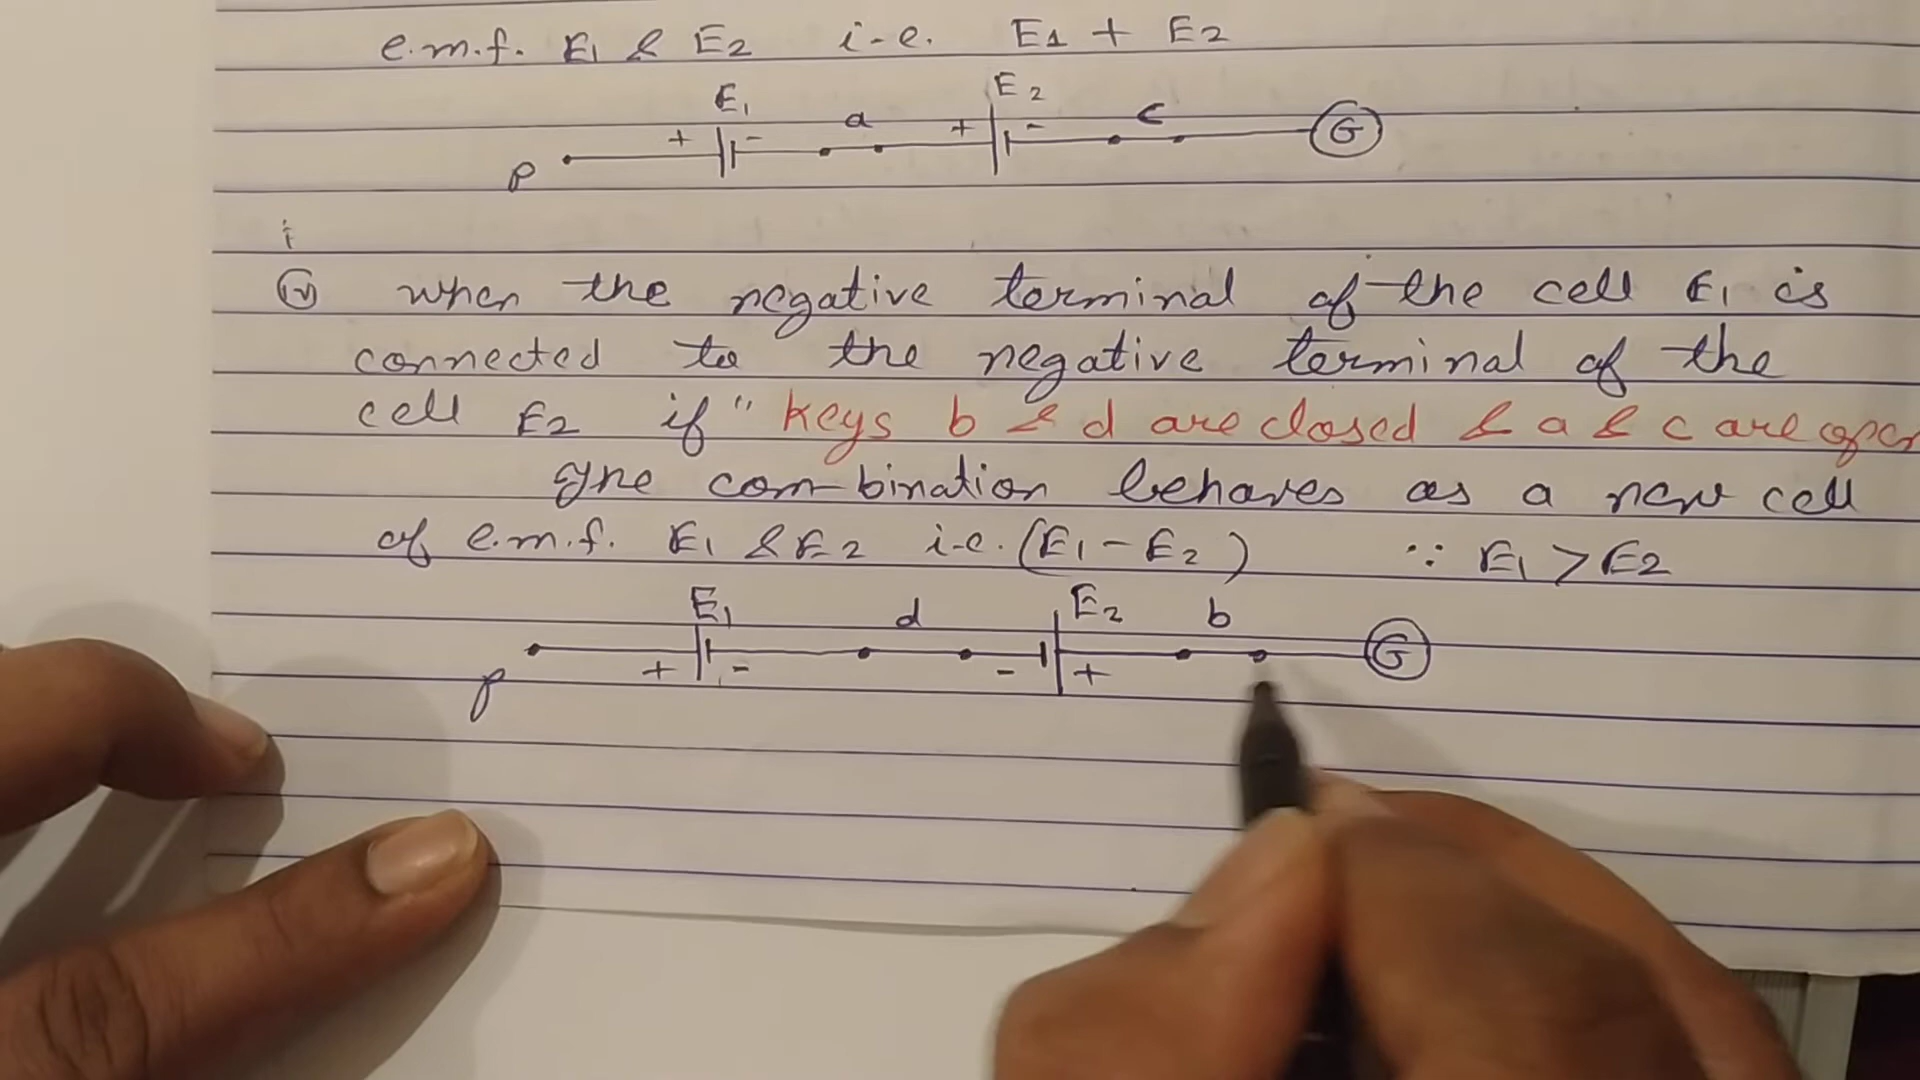 e.m.f. E1 & E2 i-e. E1 + E2
E1 E2
+ - a + - c G
P
(iv) when the negative terminal of the cell E1 is
connected to the negative terminal of the
cell E2 if " keys b & d are closed & a & c are open
The combination behaves as a new cell
of e.m.f. E1 & E2 i-e. (E1 - E2) ∵ E1 > E2
E1 d E2 b
+ - - + G
P